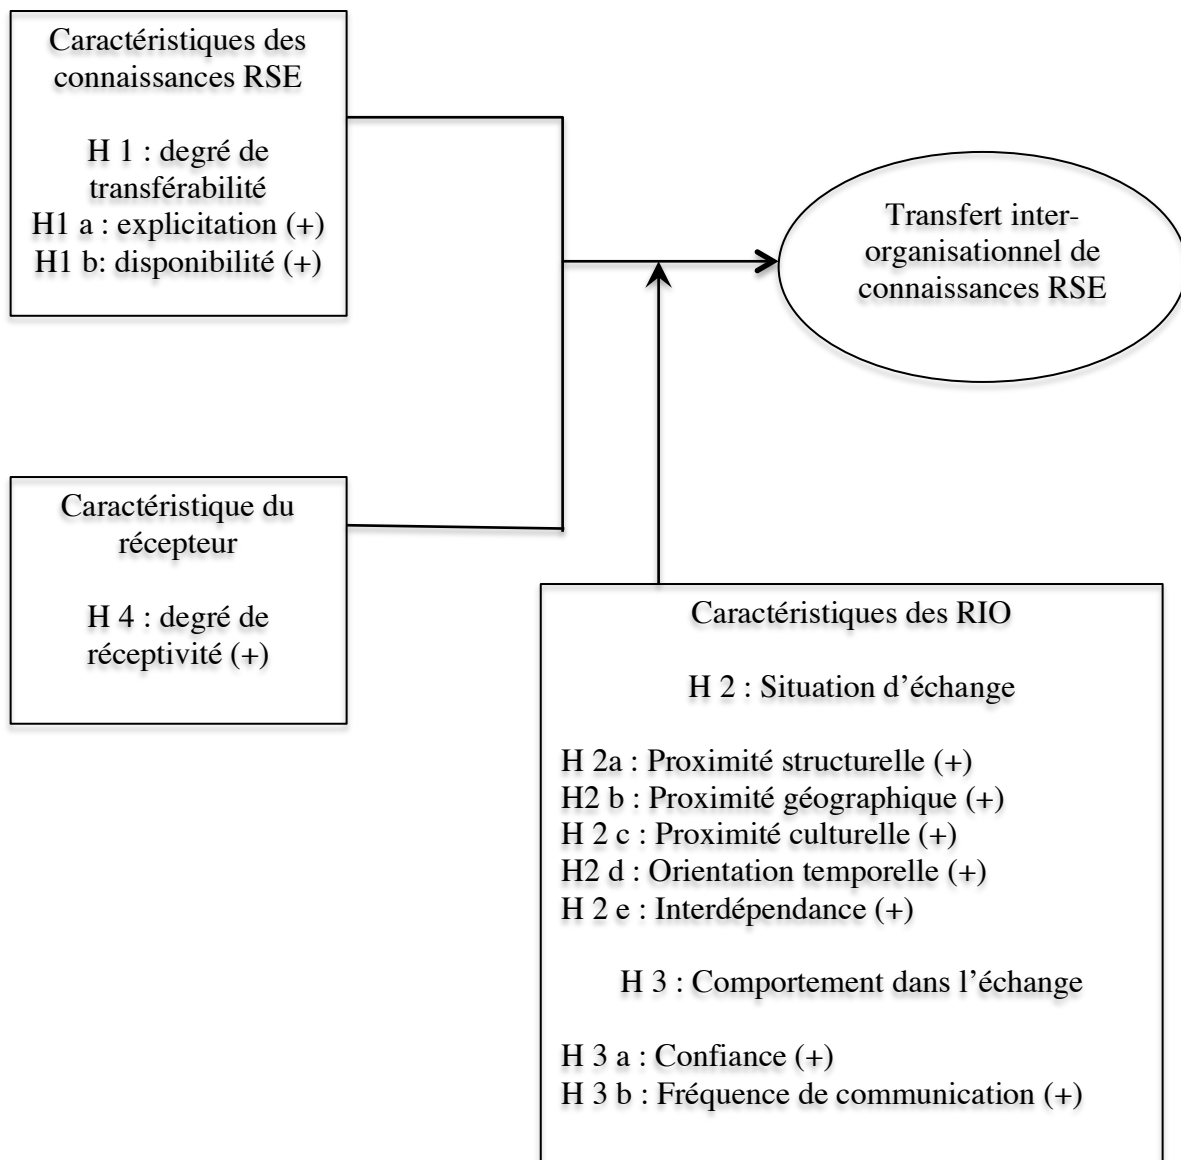 Caractéristiques des
connaissances RSE
H 1 : degré de
transférabilité
H1 a : explicitation (+)
H1 b: disponibilité (+)
Transfert inter-
organisationnel de
connaissances RSE
Caractéristique du
récepteur
H 4 : degré de
réceptivité (+)
Caractéristiques des RIO
H 2 : Situation d’échange
H 2a : Proximité structurelle (+)
H2 b : Proximité géographique (+)
H 2 c : Proximité culturelle (+)
H2 d : Orientation temporelle (+)
H 2 e : Interdépendance (+)
H 3 : Comportement dans l’échange
H 3 a : Confiance (+)
H 3 b : Fréquence de communication (+)